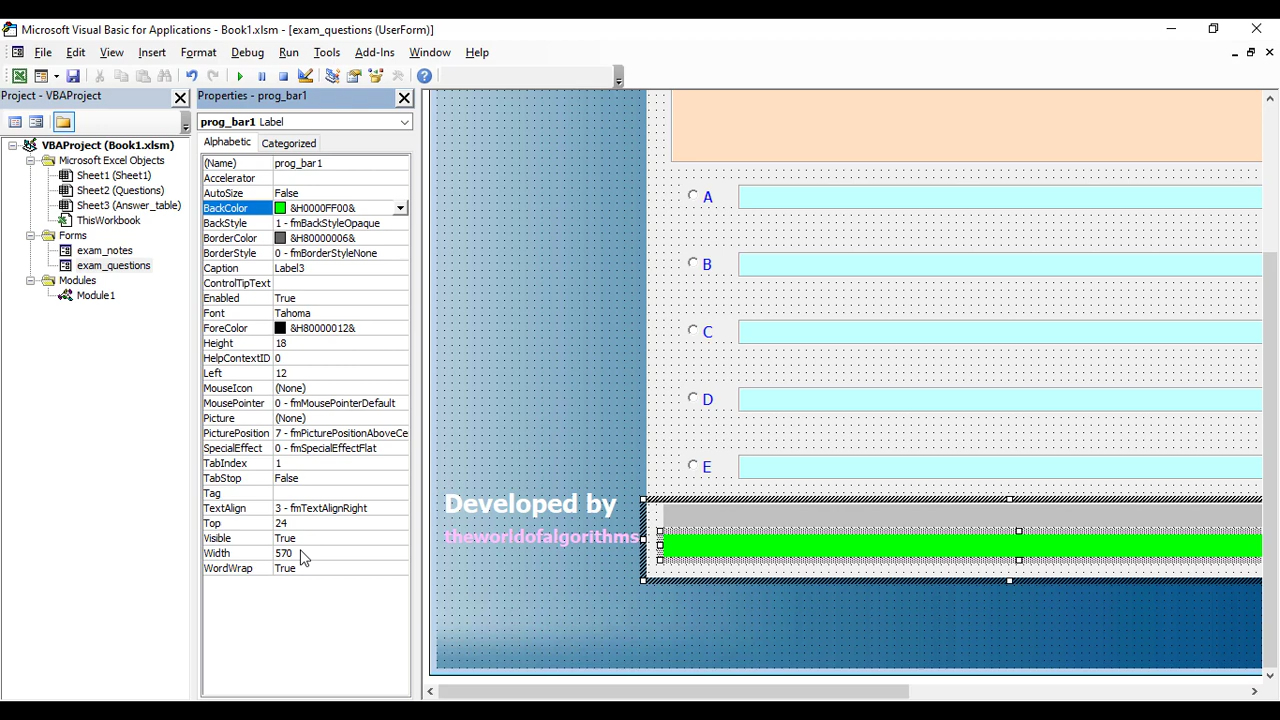 Microsoft Visual Basic for Applications - Book1.xlsm - [exam_questions (UserForm)]
File Edit View Insert Format Debug Run Tools Add-Ins Window Help
Project - VBAProject
VBAProject (Book1.xlsm)
Microsoft Excel Objects
Sheet1 (Sheet1)
Sheet2 (Questions)
Sheet3 (Answer_table)
ThisWorkbook
Forms
exam_notes
exam_questions
Modules
Module1
Properties - prog_bar1
prog_bar1 Label
Alphabetic Categorized
(Name) prog_bar1
Accelerator
AutoSize False
BackColor &H0000FF00&
BackStyle 1 - fmBackStyleOpaque
BorderColor &H80000006&
BorderStyle 0 - fmBorderStyleNone
Caption Label3
ControlTipText
Enabled True
Font Tahoma
ForeColor &H80000012&
Height 18
HelpContextID 0
Left 12
MouseIcon (None)
MousePointer 0 - fmMousePointerDefault
Picture (None)
PicturePosition 7 - fmPicturePositionAboveCe
SpecialEffect 0 - fmSpecialEffectFlat
TabIndex 1
TabStop False
Tag
TextAlign 3 - fmTextAlignRight
Top 24
Visible True
Width 570
WordWrap True
A
B
C
D
E
Developed by
theworldofalgorithms